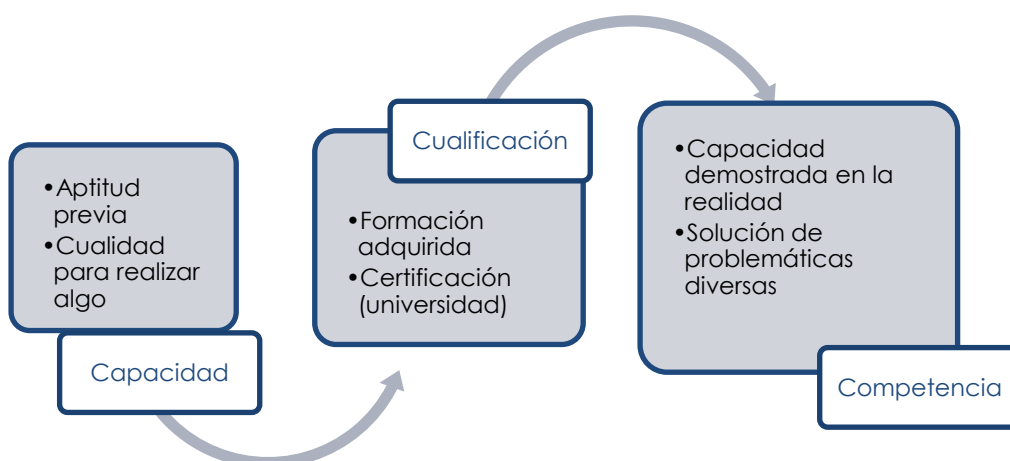 •Aptitud
previa
•Cualidad
para realizar
algo
Capacidad
Cualificación
•Formación
adquirida
•Certificación
(universidad)
•Capacidad
demostrada en la
realidad
•Solución de
problemáticas
diversas
Competencia